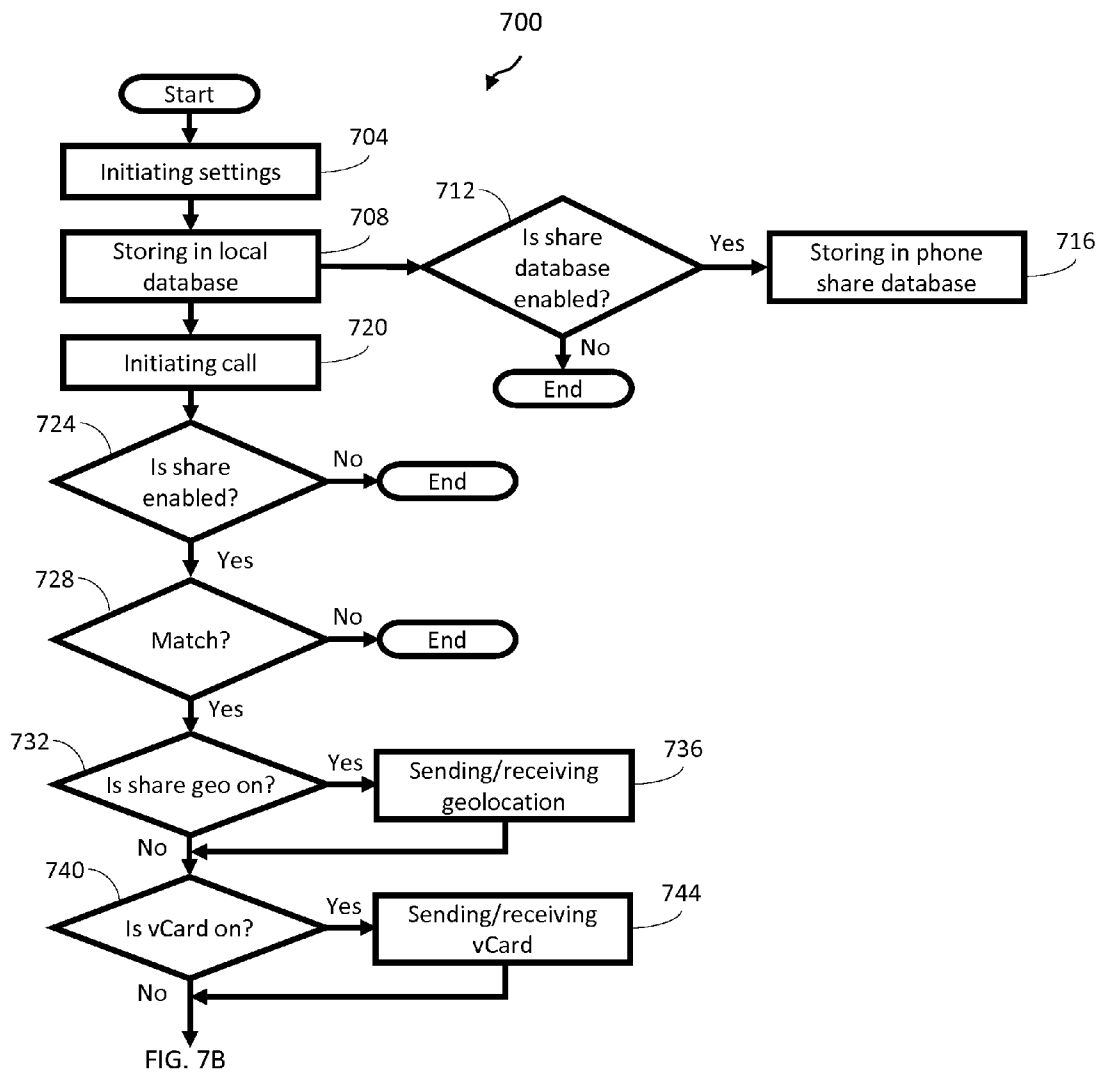 700
Start
704
Initiating settings
708
Storing in local
database
712
Is share
database
enabled?
Yes
Storing in phone
share database
716
No
End
720
Initiating call
724
Is share
enabled?
No
End
Yes
728
Match?
No
End
Yes
732
Is share geo on?
Yes
Sending/receiving
geolocation
736
No
740
Is vCard on?
Yes
Sending/receiving
vCard
744
No
FIG. 7B